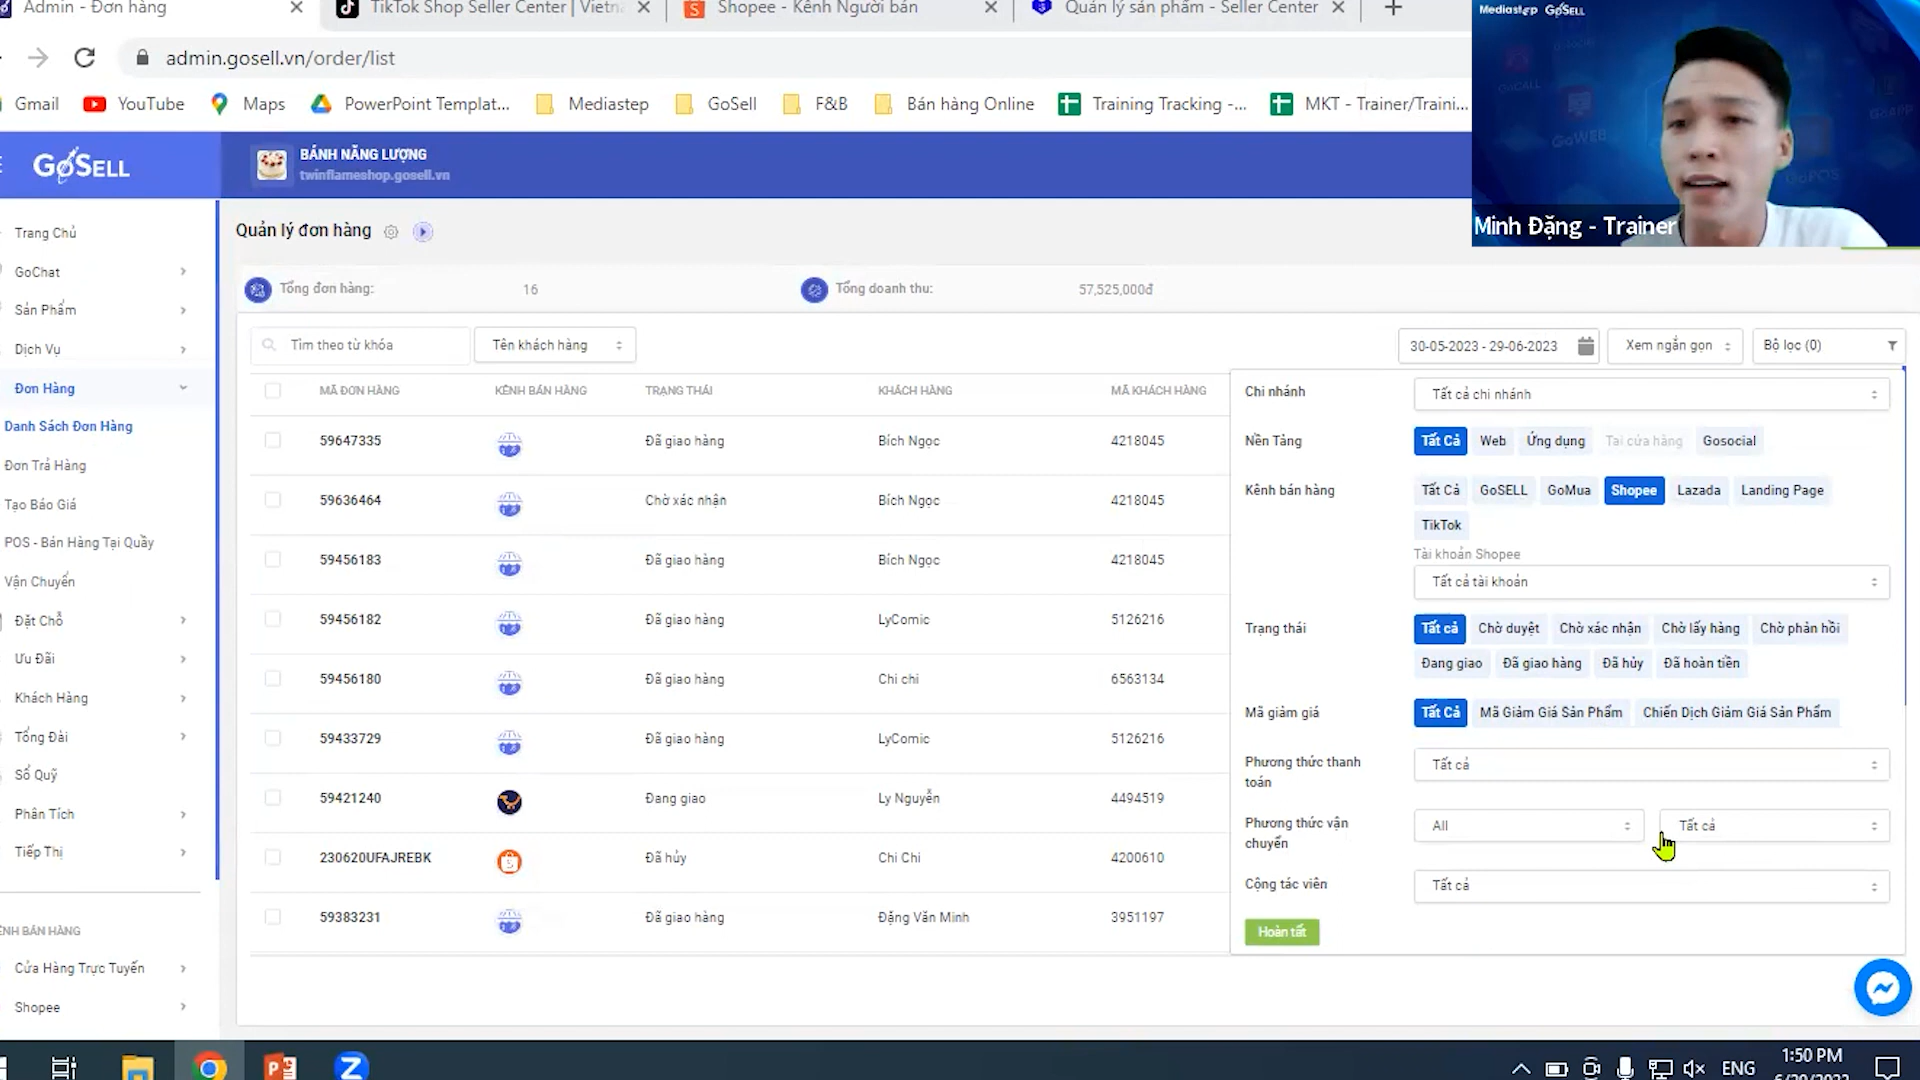 Admin - Đơn hàng
TikTok Shop Seller Center | Vietna
Shopee - Kênh Người bán
Quản lý sản phẩm - Seller Center
admin.gosell.vn/order/list
Gmail
YouTube
Maps
PowerPoint Templat...
Mediastep
GoSell
F&B
Bán hàng Online
Training Tracking -...
MKT - Trainer/Traini...
Mediastep GoSELL
GoWEB
GoPOS
Minh Đặng - Trainer
GoSELL
BÁNH NĂNG LƯỢNG
twinflameshop.gosell.vn
Trang Chủ
GoChat
Sản Phẩm
Dịch Vụ
Đơn Hàng
Danh Sách Đơn Hàng
Đơn Trả Hàng
Tạo Báo Giá
POS - Bán Hàng Tại Quầy
Vận Chuyển
Đặt Chỗ
Ưu Đãi
Khách Hàng
Tổng Đài
Sổ Quỹ
Phân Tích
Tiếp Thị
ÊNH BÁN HÀNG
Cửa Hàng Trực Tuyến
Shopee
Quản lý đơn hàng
Tổng đơn hàng: 16
Tổng doanh thu: 57,525,000đ
Tìm theo từ khóa
Tên khách hàng
30-05-2023 - 29-06-2023
Xem ngắn gọn
Bộ lọc (0)
MÃ ĐƠN HÀNG KÊNH BÁN HÀNG TRẠNG THÁI KHÁCH HÀNG MÃ KHÁCH HÀNG
59647335 Đã giao hàng Bích Ngọc 4218045
59636464 Chờ xác nhận Bích Ngọc 4218045
59456183 Đã giao hàng Bích Ngọc 4218045
59456182 Đã giao hàng LyComic 5126216
59456180 Đã giao hàng Chi chi 6563134
59433729 Đã giao hàng LyComic 5126216
59421240 Đang giao Ly Nguyễn 4494519
230620UFAJREBK Đã hủy Chi Chi 4200610
59383231 Đã giao hàng Đặng Văn Minh 3951197
Chi nhánh
Tất cả chi nhánh
Nền Tảng
Tất Cả Web Ứng dụng Tại cửa hàng Gosocial
Kênh bán hàng
Tất Cả GoSELL GoMua Shopee Lazada Landing Page
TikTok
Tài khoản Shopee
Tất cả tài khoản
Trạng thái
Tất cả Chờ duyệt Chờ xác nhận Chờ lấy hàng Chờ phản hồi
Đang giao Đã giao hàng Đã hủy Đã hoàn tiền
Mã giảm giá
Tất Cả Mã Giảm Giá Sản Phẩm Chiến Dịch Giảm Giá Sản Phẩm
Phương thức thanh
toán
Tất cả
Phương thức vận
chuyển
All
Tất cả
Cộng tác viên
Tất cả
Hoàn tất
ENG
1:50 PM